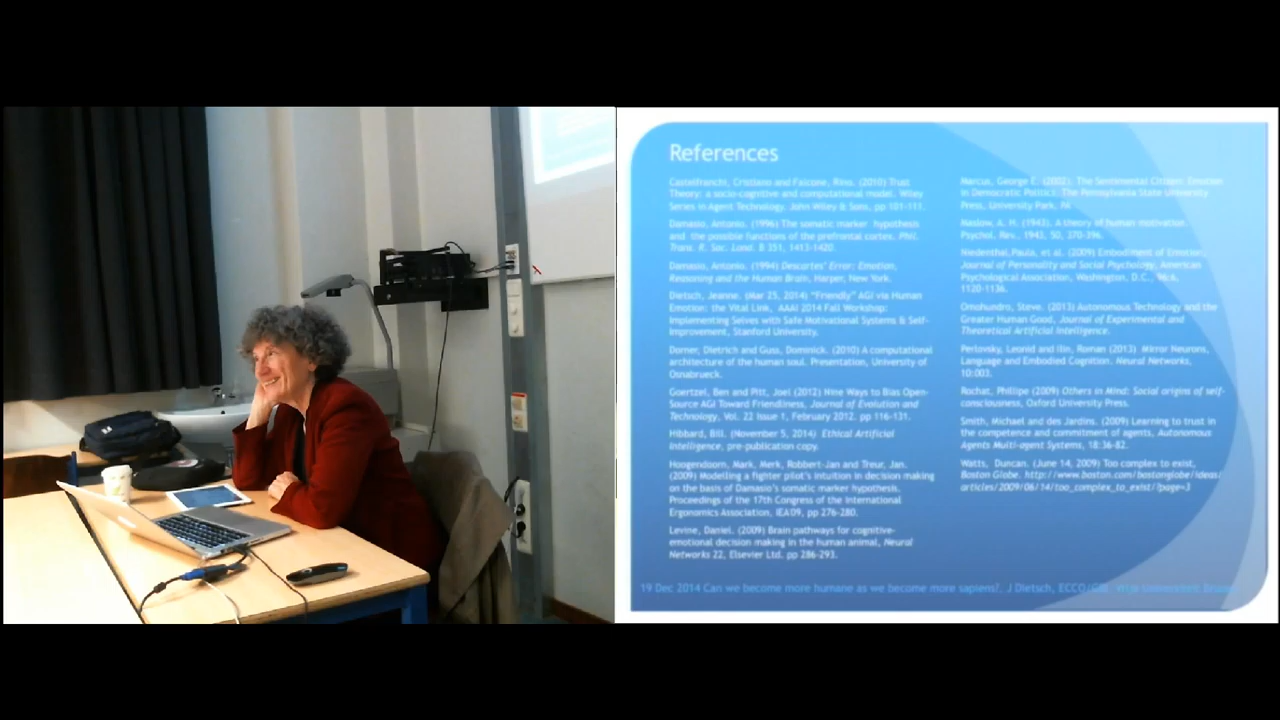 References
Castelfranchi, Cristiano and Falcone, Rino. (2010) Trust
Theory: a socio-cognitive and computational model. Wiley
Series in Agent Technology. John Wiley & Sons, pp 101-111.
Damasio, Antonio. (1996) The somatic marker hypothesis
and the possible functions of the prefrontal cortex. Phil.
Trans. R. Soc. Lond. B 351, 1413-1420.
Damasio, Antonio. (1994) Descartes' Error: Emotion,
Reasoning and the Human Brain, Harper, New York.
Dietsch, Jeanne. (Mar 25, 2014) "Friendly" AGI via Human
Emotion: the Vital Link, AAAI 2014 Fall Workshop:
Implementing Selves with Safe Motivational Systems & Self-
Improvement, Stanford University.
Dorner, Dietrich and Guss, Dominick. (2010) A computational
architecture of the human soul. Presentation, University of
Osnabrueck.
Goertzel, Ben and Pitt, Joel (2012) Nine Ways to Bias Open-
Source AGI Toward Friendliness, Journal of Evolution and
Technology, Vol. 22 Issue 1, February 2012. pp 116-131.
Hibbard, Bill. (November 5, 2014) Ethical Artificial
Intelligence, pre-publication copy.
Hoogendoorn, Mark, Merk, Robbert-Jan and Treur, Jan.
(2009) Modelling a fighter pilot's intuition in decision making
on the basis of Damasio's somatic marker hypothesis.
Proceedings of the 17th Congress of the International
Ergonomics Association, IEA'09, pp 276-280.
Levine, Daniel. (2009) Brain pathways for cognitive-
emotional decision making in the human animal, Neural
Networks 22, Elsevier Ltd. pp 286-293.
Marcus, George E. (2002). The Sentimental Citizen: Emotion
in Democratic Politics. The Pennsylvania State University
Press, University Park, PA
Maslow, A. H. (1943). A theory of human motivation.
Psychol. Rev., 1943, 50, 370-396.
Niedenthal, Paula, et al. (2009) Embodiment of Emotion,
Journal of Personality and Social Psychology, American
Psychological Association, Washington, D.C.,
1120-1136.
Omohundro, Steve. (2013) Autonomous Technology and the
Greater Human Good, Journal of Experimental and
Theoretical Artificial Intelligence.
Perlovsky, Leonid and Ilin, Roman (2013) Mirror Neurons,
Language and Embodied Cognition. Neural Networks,
10:003.
Rochat, Phillipe (2009) Others in Mind: Social origins of self-
consciousness, Oxford University Press.
Smith, Michael and des Jardins. (2009) Learning to trust in
the competence and commitment of agents, Autonomous
Agents Multi-agent Systems, 18:36-82.
Watts, Duncan. (June 14, 2009) Too complex to exist,
Boston Globe. http://www.boston.com/bostonglobe/ideas/
articles/2009/06/14/too_complex_to_exist/?page=3
19 Dec 2014 Can we become more humane as we become more sapiens?. J Dietsch, ECCO/GBI,